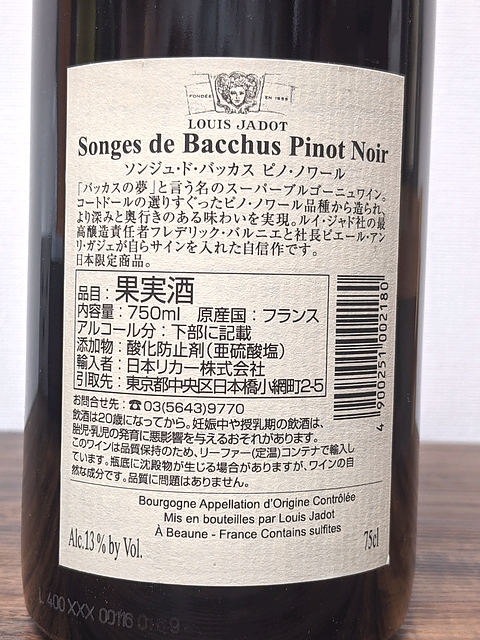 FONDÉE EN 1859
LOUIS JADOT
Songes de Bacchus Pinot Noir
ソンジュ・ド・バッカス ピノ・ノワール
「バッカスの夢」と言う名のスーパーブルゴーニュワイン。
コートドールの選りすぐったピノ・ノワール品種から造られ、
より深みと奥行きのある味わいを実現。ルイ・ジャド社の最
高醸造責任者フレデリック・バルニエと社長ピエール・アン
リ・ガジェが自らサインを入れた自信作です。
日本限定商品。
品目：果実酒
内容量：750ml 原産国：フランス
アルコール分：下部に記載
添加物：酸化防止剤(亜硫酸塩)
輸入者：日本リカー株式会社
引取先：東京都中央区日本橋小網町2-5
4 900251 002180
お問合せ先：☎03(5643)9770
飲酒は20歳になってから。妊娠中や授乳期の飲酒は、
胎児・乳児の発育に悪影響を与えるおそれがあります。
このワインは品質保持のため、リーファー(定温)コンテナで輸入し
ています。瓶底に沈殿物が生じる場合がありますが、ワインの自
然な成分です。品質に問題はありません。
Bourgogne Appellation d'Origine Contrôlée
Mis en bouteilles par Louis Jadot
À Beaune - France Contains sulfites
Alc.13 % by Vol.
75cl
L 400XXX 00116